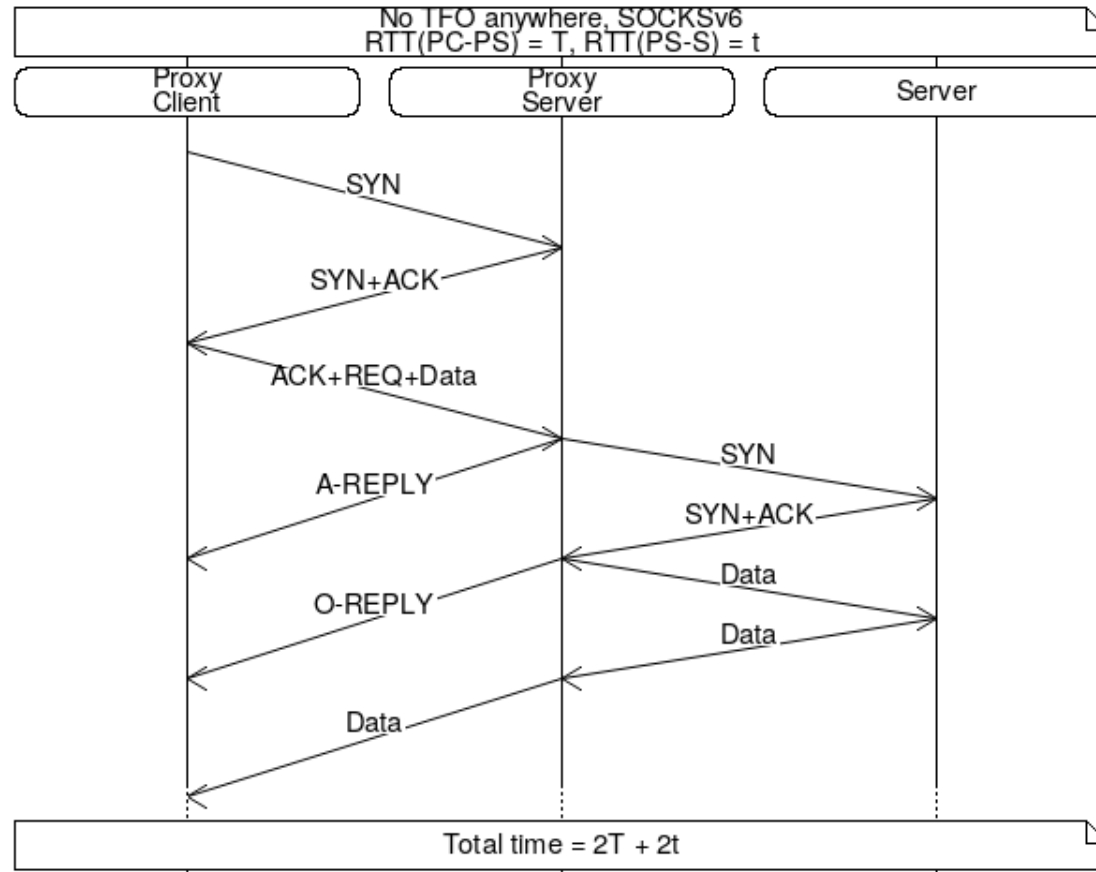 No TFO anywhere, SOCKSv6
RTT(PC-PS) = T, RTT(PS-S) = t
Proxy
Client
Proxy
Server
Server
SYN
SYN+ACK
ACK+REQ+Data
SYN
A-REPLY
SYN+ACK
Data
O-REPLY
Data
Data
Total time = 2T + 2t